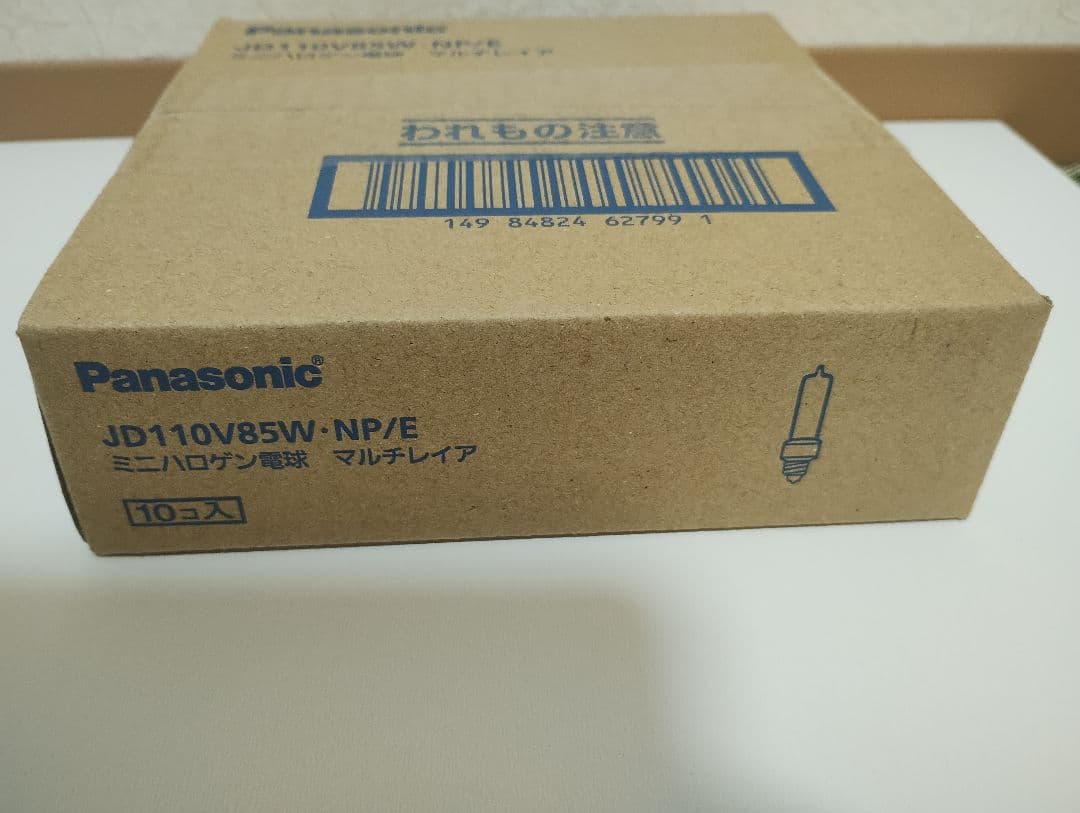 Panasonic
JD110V85W・NP/E
ミニハロゲン電球 マルチレイア
われもの注意
149 84824 62799 1
Panasonic®
JD110V85W・NP/E
ミニハロゲン電球 マルチレイア
10コ入